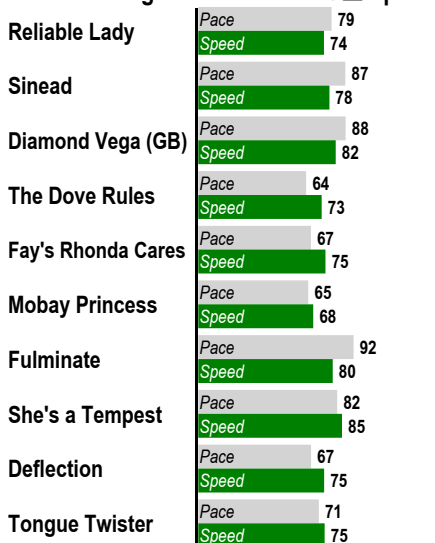 Reliable Lady
Pace 79
Speed 74
Sinead
Pace 87
Speed 78
Diamond Vega (GB)
Pace 88
Speed 82
The Dove Rules
Pace 64
Speed 73
Fay's Rhonda Cares
Pace 67
Speed 75
Mobay Princess
Pace 65
Speed 68
Fulminate
Pace 92
Speed 80
She's a Tempest
Pace 82
Speed 85
Deflection
Pace 67
Speed 75
Tongue Twister
Pace 71
Speed 75